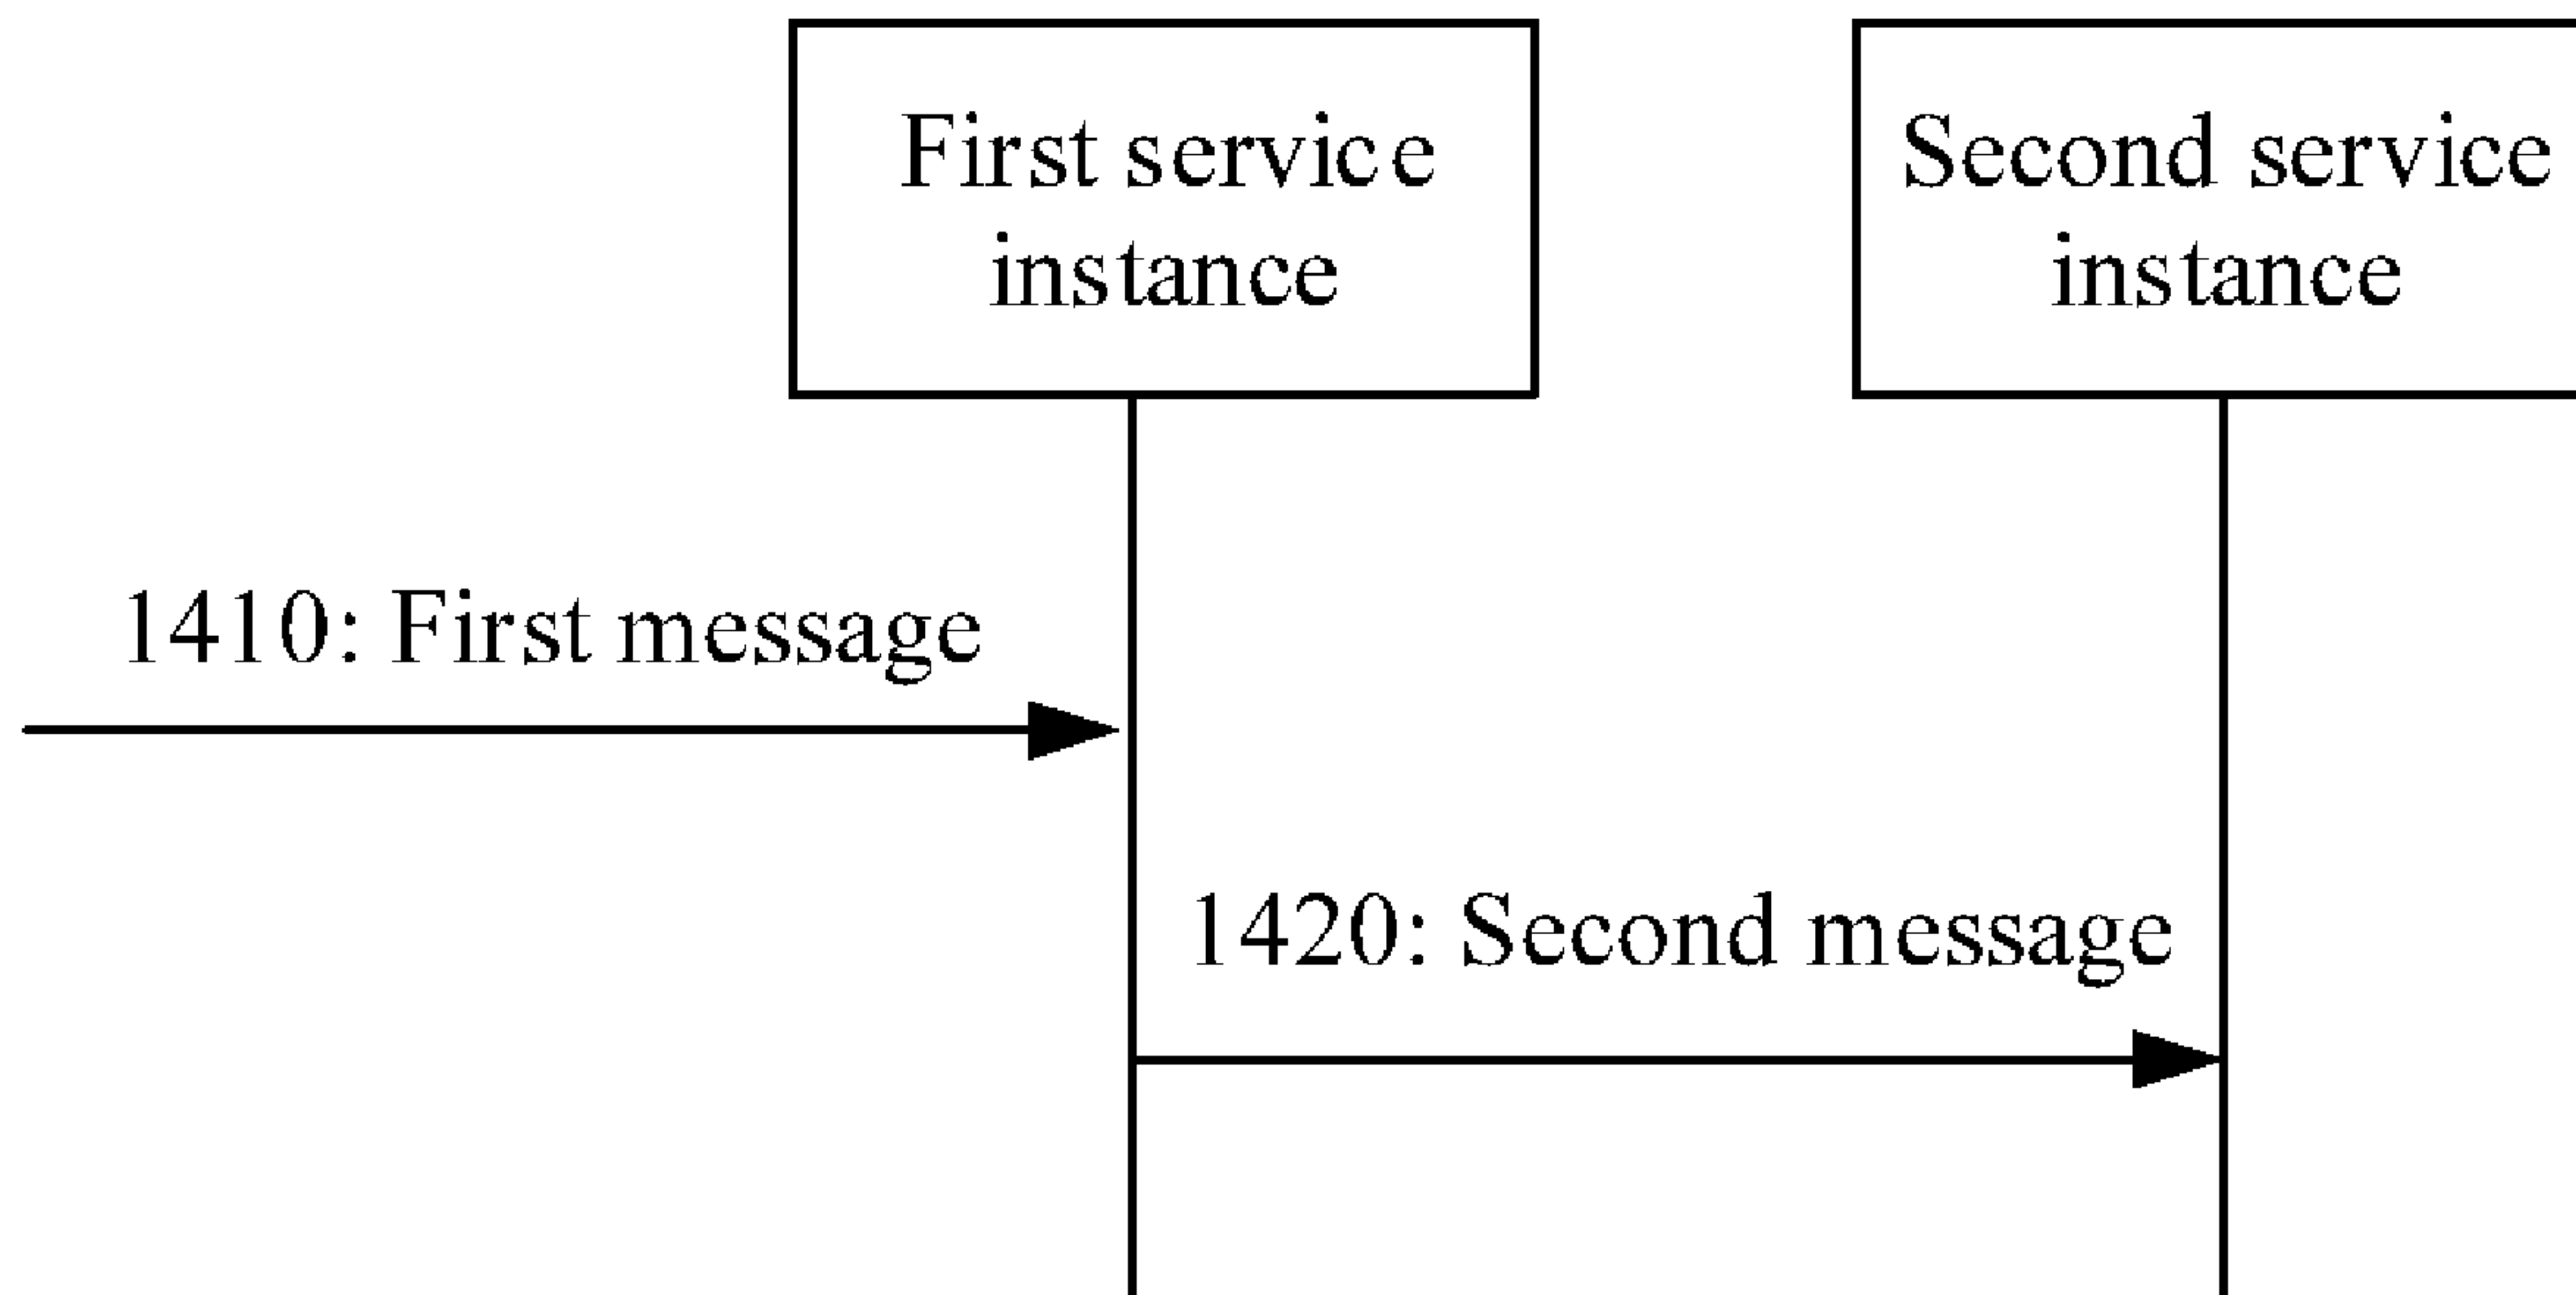 First service
instance
Second service
instance
1410: First message
1420: Second message